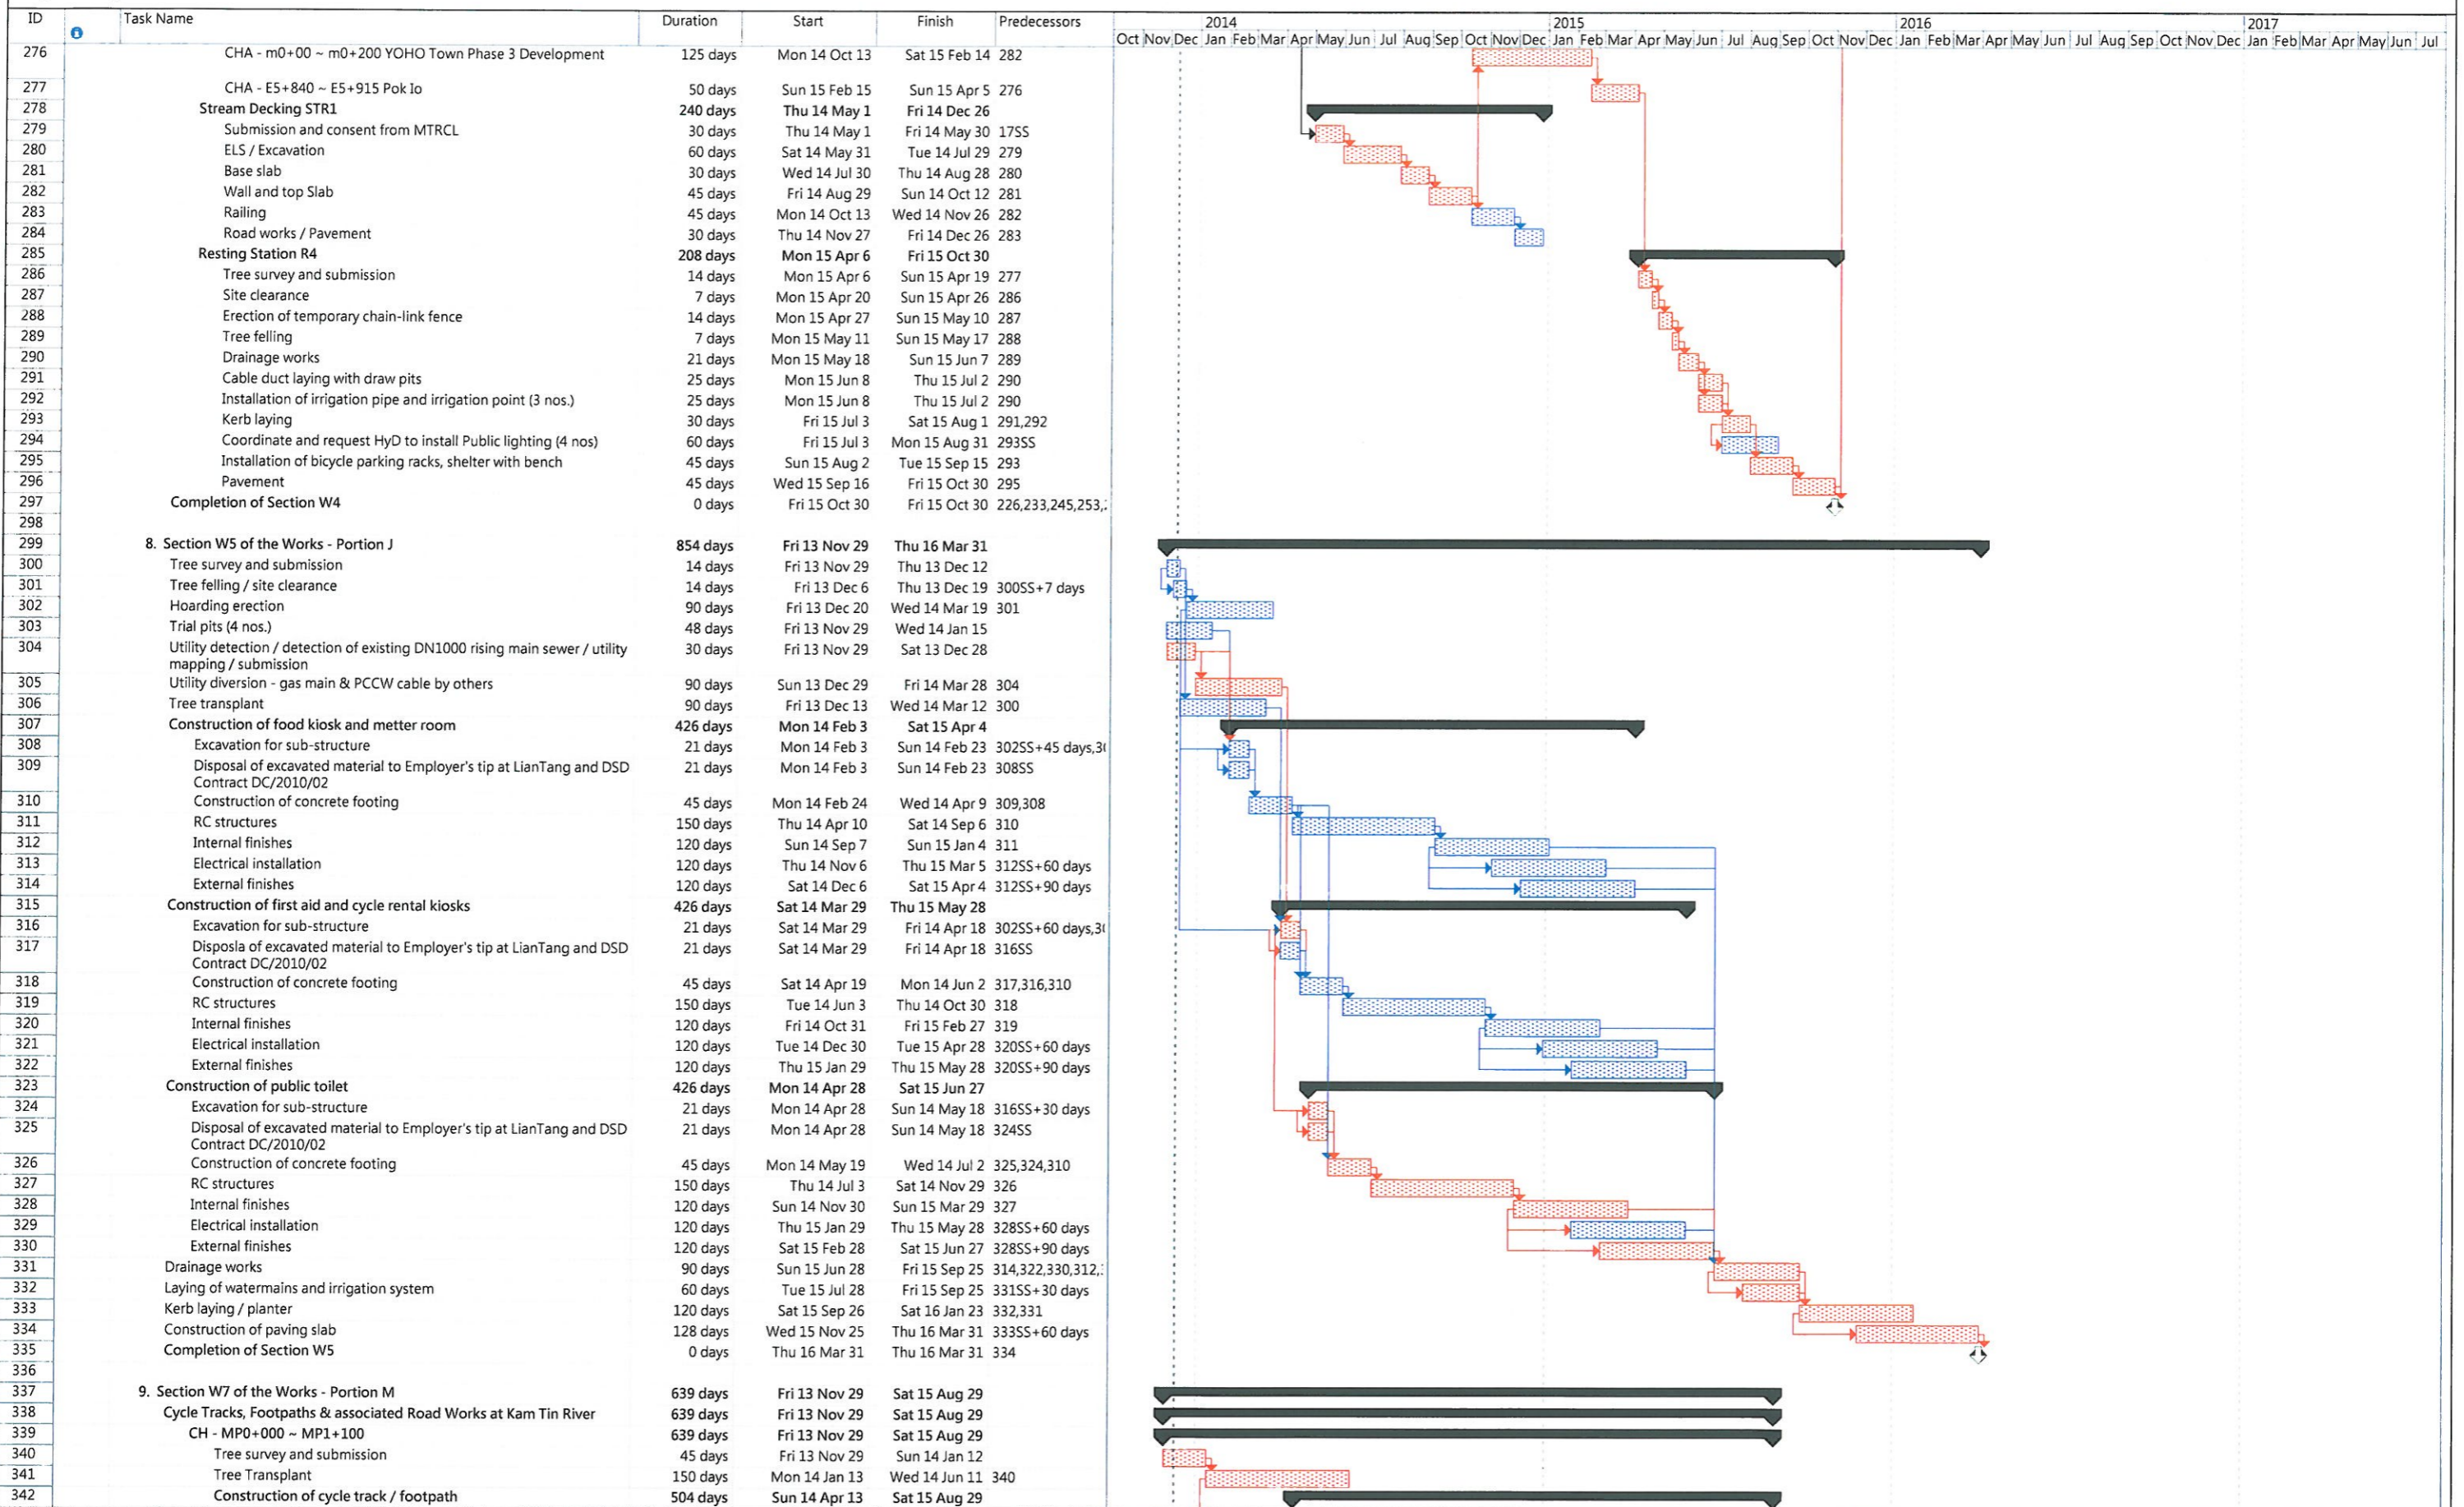 ID Task Name Duration Start Finish Predecessors 2014 2015 2016 2017
Oct Nov Dec Jan Feb Mar Apr May Jun Jul Aug Sep Oct Nov Dec Jan Feb Mar Apr May Jun Jul Aug Sep Oct Nov Dec Jan Feb Mar Apr May Jun Jul Aug Sep Oct Nov Dec Jan Feb Mar Apr May Jun Jul
276 CHA - m0+00 ~ m0+200 YOHO Town Phase 3 Development 125 days Mon 14 Oct 13 Sat 15 Feb 14 282
277 CHA - E5+840 ~ E5+915 Pok Io 50 days Sun 15 Feb 15 Sun 15 Apr 5 276
278 Stream Decking STR1 240 days Thu 14 May 1 Fri 14 Dec 26
279 Submission and consent from MTRCL 30 days Thu 14 May 1 Fri 14 May 30 17SS
280 ELS / Excavation 60 days Sat 14 May 31 Tue 14 Jul 29 279
281 Base slab 30 days Wed 14 Jul 30 Thu 14 Aug 28 280
282 Wall and top Slab 45 days Fri 14 Aug 29 Sun 14 Oct 12 281
283 Railing 45 days Mon 14 Oct 13 Wed 14 Nov 26 282
284 Road works / Pavement 30 days Thu 14 Nov 27 Fri 14 Dec 26 283
285 Resting Station R4 208 days Mon 15 Apr 6 Fri 15 Oct 30
286 Tree survey and submission 14 days Mon 15 Apr 6 Sun 15 Apr 19 277
287 Site clearance 7 days Mon 15 Apr 20 Sun 15 Apr 26 286
288 Erection of temporary chain-link fence 14 days Mon 15 Apr 27 Sun 15 May 10 287
289 Tree felling 7 days Mon 15 May 11 Sun 15 May 17 288
290 Drainage works 21 days Mon 15 May 18 Sun 15 Jun 7 289
291 Cable duct laying with draw pits 25 days Mon 15 Jun 8 Thu 15 Jul 2 290
292 Installation of irrigation pipe and irrigation point (3 nos.) 25 days Mon 15 Jun 8 Thu 15 Jul 2 290
293 Kerb laying 30 days Fri 15 Jul 3 Sat 15 Aug 1 291,292
294 Coordinate and request HyD to install Public lighting (4 nos) 60 days Fri 15 Jul 3 Mon 15 Aug 31 293SS
295 Installation of bicycle parking racks, shelter with bench 45 days Sun 15 Aug 2 Tue 15 Sep 15 293
296 Pavement 45 days Wed 15 Sep 16 Fri 15 Oct 30 295
297 Completion of Section W4 0 days Fri 15 Oct 30 Fri 15 Oct 30 226,233,245,253,
298
299 8. Section W5 of the Works - Portion J 854 days Fri 13 Nov 29 Thu 16 Mar 31
300 Tree survey and submission 14 days Fri 13 Nov 29 Thu 13 Dec 12
301 Tree felling / site clearance 14 days Fri 13 Dec 6 Thu 13 Dec 19 300SS+7 days
302 Hoarding erection 90 days Fri 13 Dec 20 Wed 14 Mar 19 301
303 Trial pits (4 nos.) 48 days Fri 13 Nov 29 Wed 14 Jan 15
304 Utility detection / detection of existing DN1000 rising main sewer / utility 30 days Fri 13 Nov 29 Sat 13 Dec 28
mapping / submission
305 Utility diversion - gas main & PCCW cable by others 90 days Sun 13 Dec 29 Fri 14 Mar 28 304
306 Tree transplant 90 days Fri 13 Dec 13 Wed 14 Mar 12 300
307 Construction of food kiosk and metter room 426 days Mon 14 Feb 3 Sat 15 Apr 4
308 Excavation for sub-structure 21 days Mon 14 Feb 3 Sun 14 Feb 23 302SS+45 days,3
309 Disposal of excavated material to Employer's tip at LianTang and DSD 21 days Mon 14 Feb 3 Sun 14 Feb 23 308SS
Contract DC/2010/02
310 Construction of concrete footing 45 days Mon 14 Feb 24 Wed 14 Apr 9 309,308
311 RC structures 150 days Thu 14 Apr 10 Sat 14 Sep 6 310
312 Internal finishes 120 days Sun 14 Sep 7 Sun 15 Jan 4 311
313 Electrical installation 120 days Thu 14 Nov 6 Thu 15 Mar 5 312SS+60 days
314 External finishes 120 days Sat 14 Dec 6 Sat 15 Apr 4 312SS+90 days
315 Construction of first aid and cycle rental kiosks 426 days Sat 14 Mar 29 Thu 15 May 28
316 Excavation for sub-structure 21 days Sat 14 Mar 29 Fri 14 Apr 18 302SS+60 days,3
317 Disposla of excavated material to Employer's tip at LianTang and DSD 21 days Sat 14 Mar 29 Fri 14 Apr 18 316SS
Contract DC/2010/02
318 Construction of concrete footing 45 days Sat 14 Apr 19 Mon 14 Jun 2 317,316,310
319 RC structures 150 days Tue 14 Jun 3 Thu 14 Oct 30 318
320 Internal finishes 120 days Fri 14 Oct 31 Fri 15 Feb 27 319
321 Electrical installation 120 days Tue 14 Dec 30 Tue 15 Apr 28 320SS+60 days
322 External finishes 120 days Thu 15 Jan 29 Thu 15 May 28 320SS+90 days
323 Construction of public toilet 426 days Mon 14 Apr 28 Sat 15 Jun 27
324 Excavation for sub-structure 21 days Mon 14 Apr 28 Sun 14 May 18 316SS+30 days
325 Disposal of excavated material to Employer's tip at LianTang and DSD 21 days Mon 14 Apr 28 Sun 14 May 18 324SS
Contract DC/2010/02
326 Construction of concrete footing 45 days Mon 14 May 19 Wed 14 Jul 2 325,324,310
327 RC structures 150 days Thu 14 Jul 3 Sat 14 Nov 29 326
328 Internal finishes 120 days Sun 14 Nov 30 Sun 15 Mar 29 327
329 Electrical installation 120 days Thu 15 Jan 29 Thu 15 May 28 328SS+60 days
330 External finishes 120 days Sat 15 Feb 28 Sat 15 Jun 27 328SS+90 days
331 Drainage works 90 days Sun 15 Jun 28 Fri 15 Sep 25 314,322,330,312,
332 Laying of watermains and irrigation system 60 days Tue 15 Jul 28 Fri 15 Sep 25 331SS+30 days
333 Kerb laying / planter 120 days Sat 15 Sep 26 Sat 16 Jan 23 332,331
334 Construction of paving slab 128 days Wed 15 Nov 25 Thu 16 Mar 31 333SS+60 days
335 Completion of Section W5 0 days Thu 16 Mar 31 Thu 16 Mar 31 334
336
337 9. Section W7 of the Works - Portion M 639 days Fri 13 Nov 29 Sat 15 Aug 29
338 Cycle Tracks, Footpaths & associated Road Works at Kam Tin River 639 days Fri 13 Nov 29 Sat 15 Aug 29
339 CH - MP0+000 ~ MP1+100 639 days Fri 13 Nov 29 Sat 15 Aug 29
340 Tree survey and submission 45 days Fri 13 Nov 29 Sun 14 Jan 12
341 Tree Transplant 150 days Mon 14 Jan 13 Wed 14 Jun 11 340
342 Construction of cycle track / footpath 504 days Sun 14 Apr 13 Sat 15 Aug 29